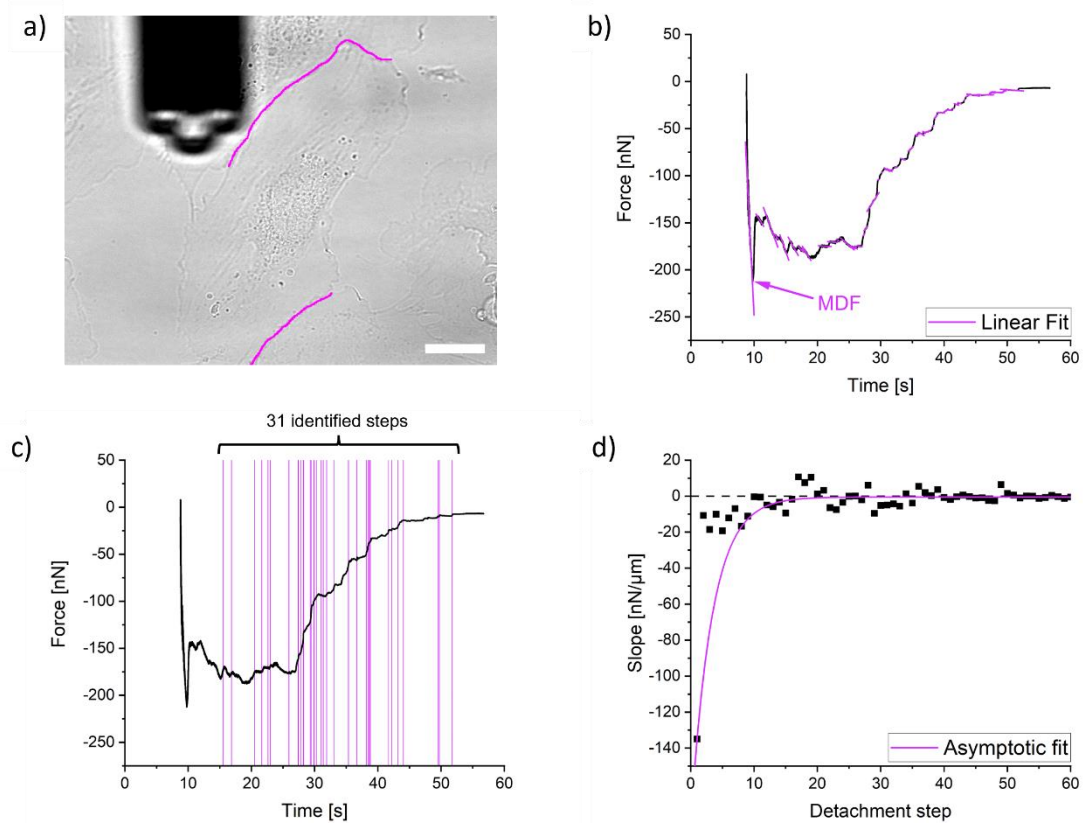 a)
b)
50
0
-50
-100
-150
-200
-250
Force [nN]
MDF
Linear Fit
0 10 20 30 40 50 60
Time [s]
31 identified steps
c)
50
0
-50
-100
-150
-200
-250
Force [nN]
0 10 20 30 40 50 60
Time [s]
d)
20
0
-20
-40
-60
-80
-100
-120
-140
Slope [nN/µm]
Asymptotic fit
0 10 20 30 40 50 60
Detachment step